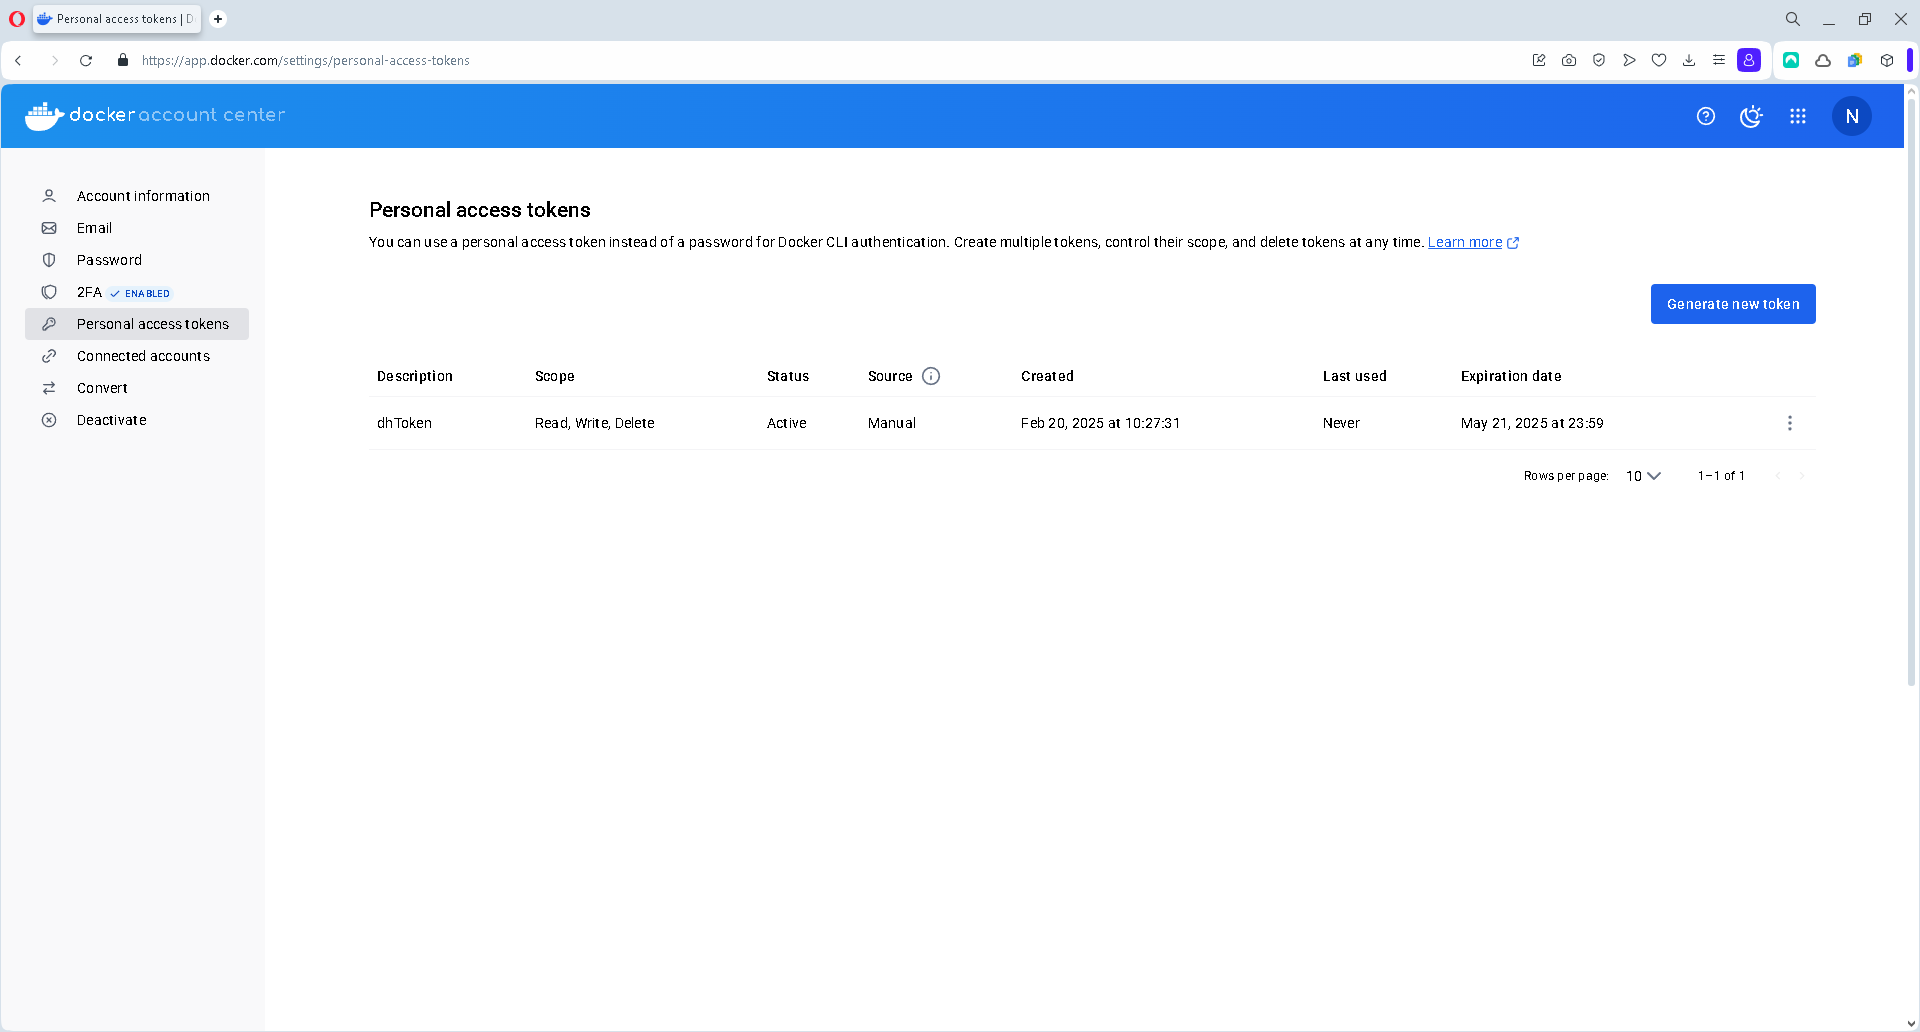 Personal access tokens | D
https://app.docker.com/settings/personal-access-tokens
docker account center
N
Account information
Email
Password
2FA ENABLED
Personal access tokens
Connected accounts
Convert
Deactivate
Personal access tokens
You can use a personal access token instead of a password for Docker CLI authentication. Create multiple tokens, control their scope, and delete tokens at any time. Learn more
Generate new token
Description Scope Status Source Created Last used Expiration date
dhToken Read, Write, Delete Active Manual Feb 20, 2025 at 10:27:31 Never May 21, 2025 at 23:59
Rows per page: 10 1–1 of 1